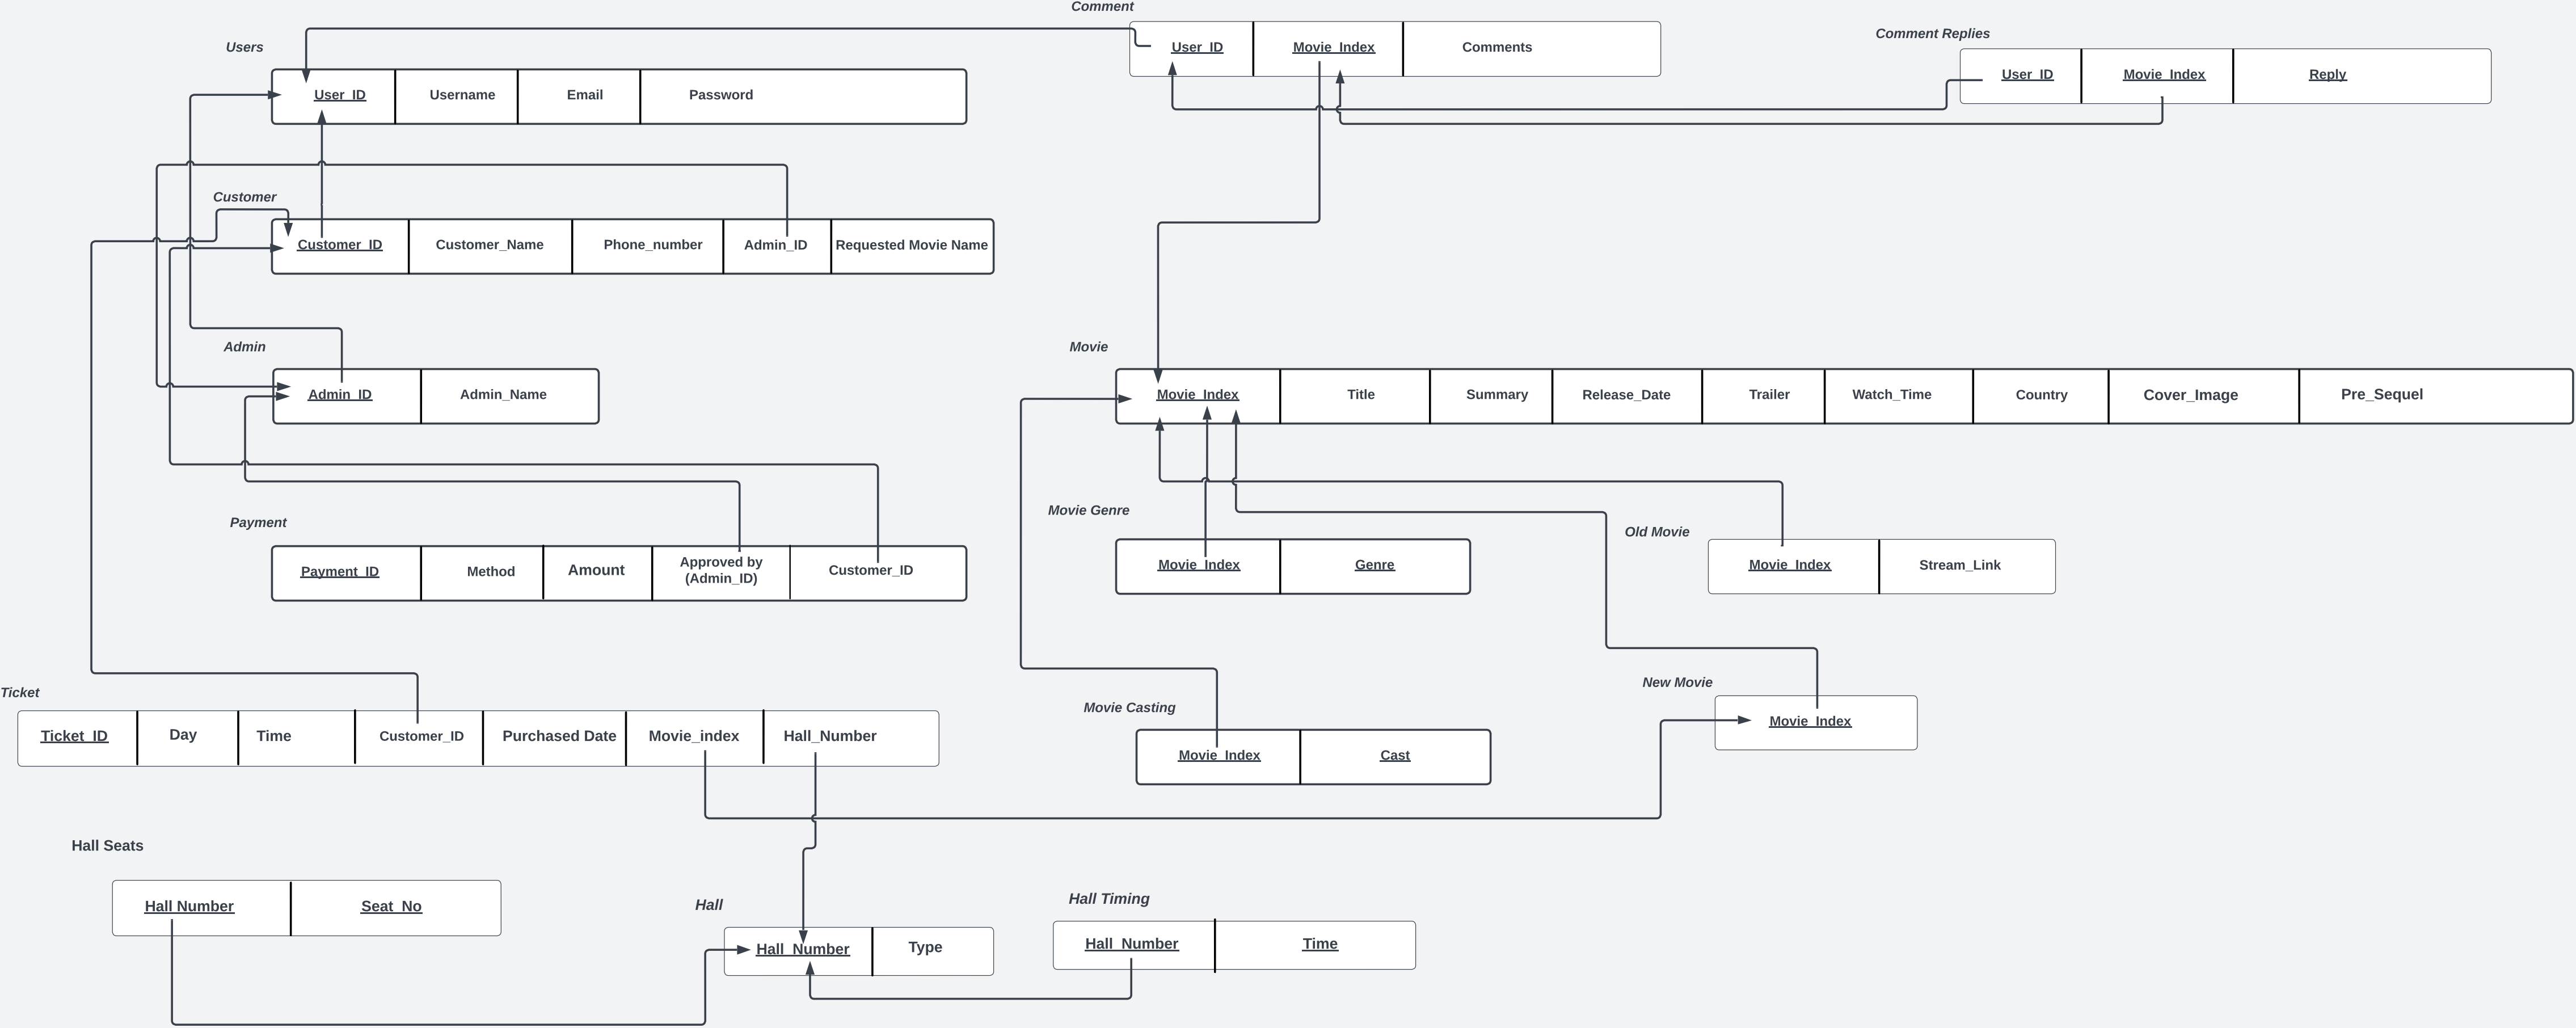 Comment
User_ID
Movie_Index
Comments
Comment Replies
User_ID
Movie_Index
Reply
Users
User_ID
Username
Email
Password
Customer
Customer_ID
Customer_Name
Phone_number
Admin_ID
Requested Movie Name
Admin
Admin_ID
Admin_Name
Movie
Movie_Index
Title
Summary
Release_Date
Trailer
Watch_Time
Country
Cover_Image
Pre_Sequel
Payment
Payment_ID
Method
Amount
Approved by
(Admin_ID)
Customer_ID
Movie Genre
Movie_Index
Genre
Old Movie
Movie_Index
Stream_Link
Ticket
Ticket_ID
Day
Time
Customer_ID
Purchased Date
Movie_index
Hall_Number
Movie Casting
Movie_Index
Cast
New Movie
Movie_Index
Hall Seats
Hall Number
Seat_No
Hall
Hall_Number
Type
Hall Timing
Hall_Number
Time